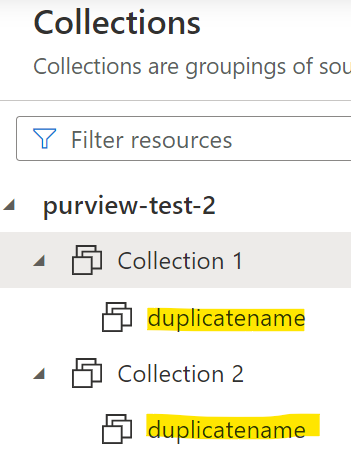 Collections
Collections are groupings of sou
Filter resources
purview-test-2
Collection 1
duplicatename
Collection 2
duplicatename